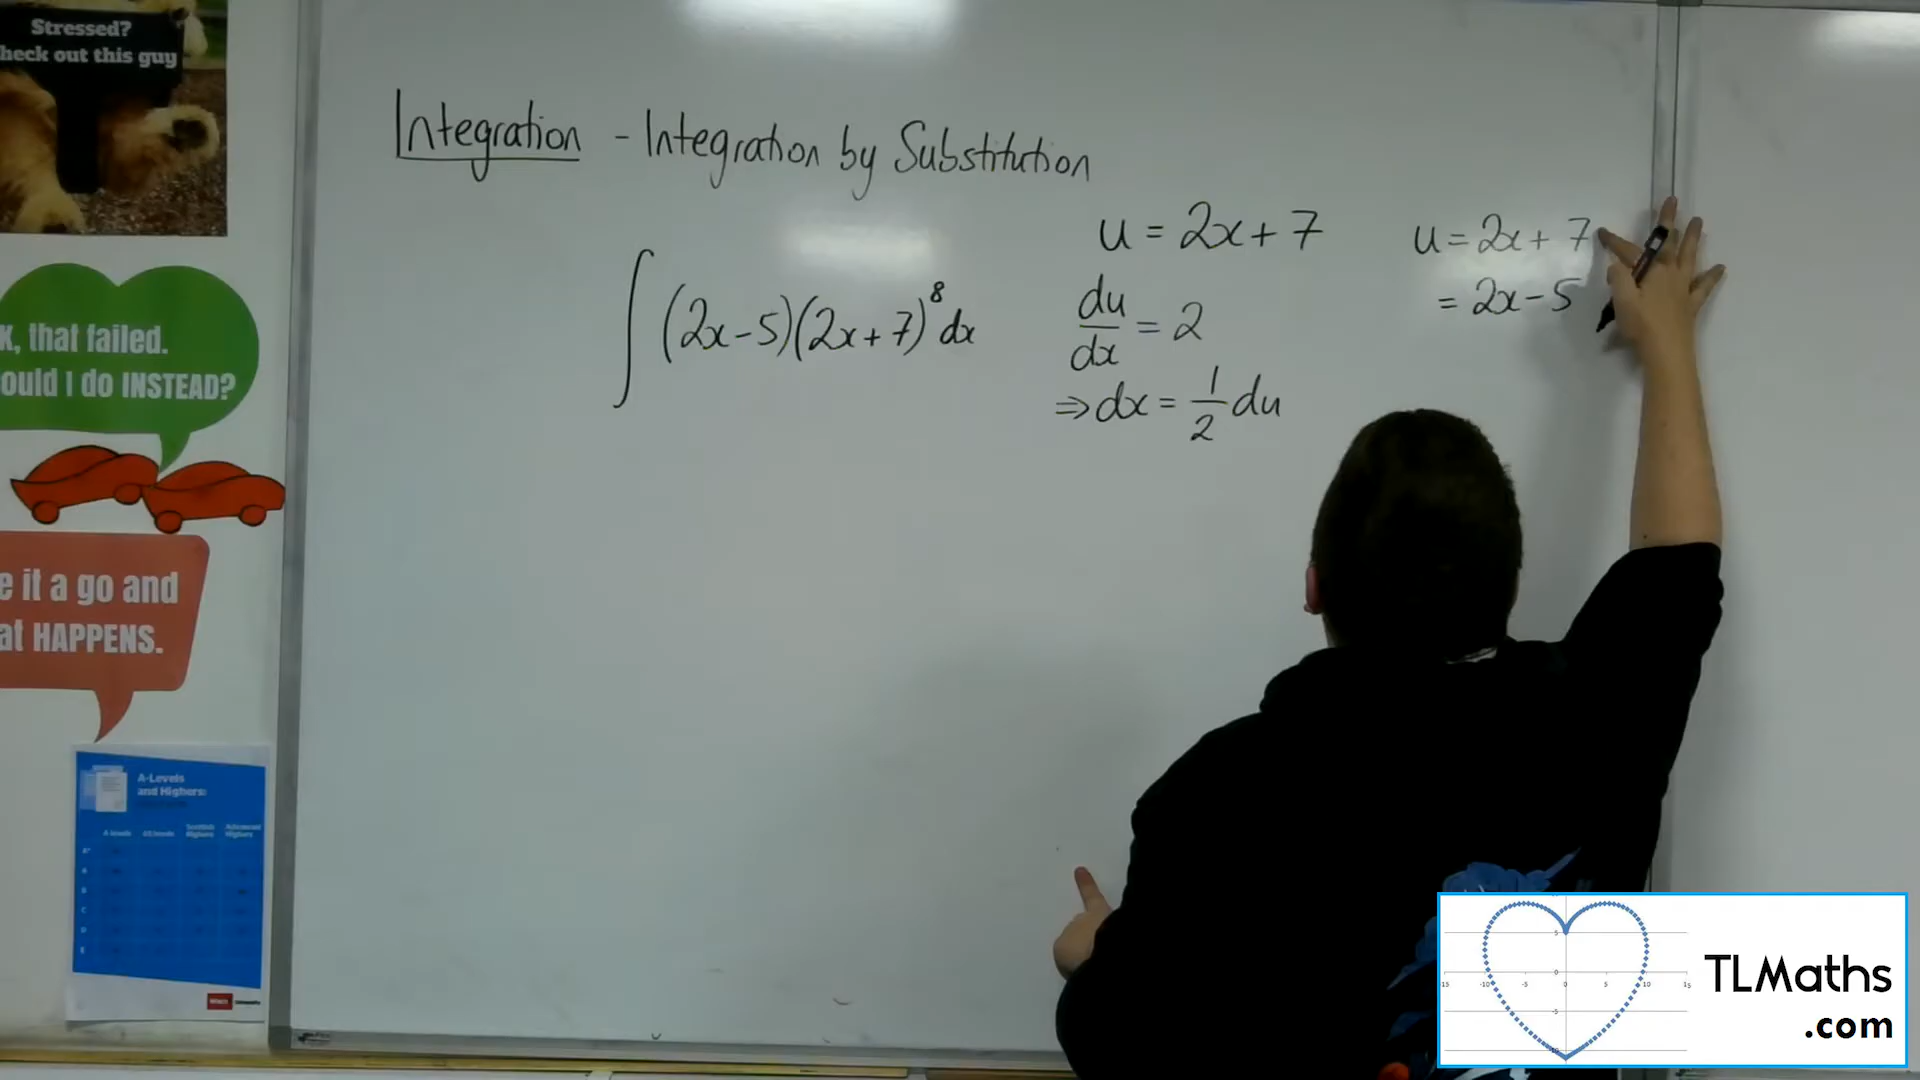 Stressed?
heck out this guy
Integration - Integration by Substitution
u = 2x + 7
u = 2x + 7
∫ (2x - 5)(2x + 7)^8 dx
du/dx = 2
= 2x - 5
⇒ dx = 1/2 du
K, that failed.
ould I do INSTEAD?
e it a go and
at HAPPENS.
A-Levels
and Highers:
TLMaths
.com